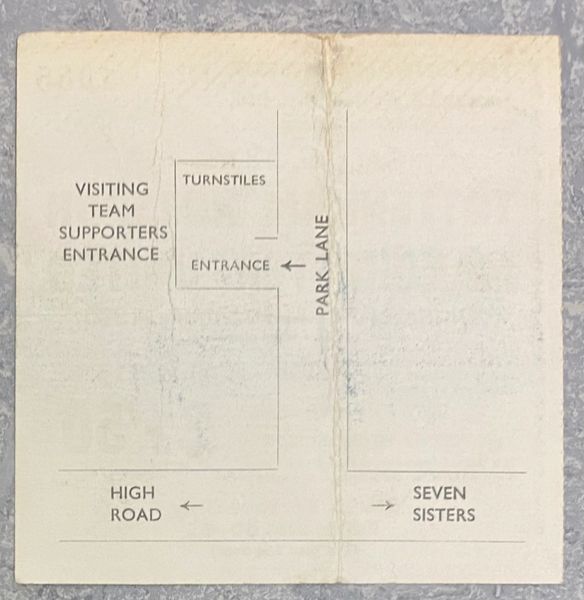 TURNSTILES
VISITING
TEAM
SUPPORTERS
ENTRANCE
ENTRANCE ←
PARK LANE
HIGH
ROAD ←
→ SEVEN
SISTERS